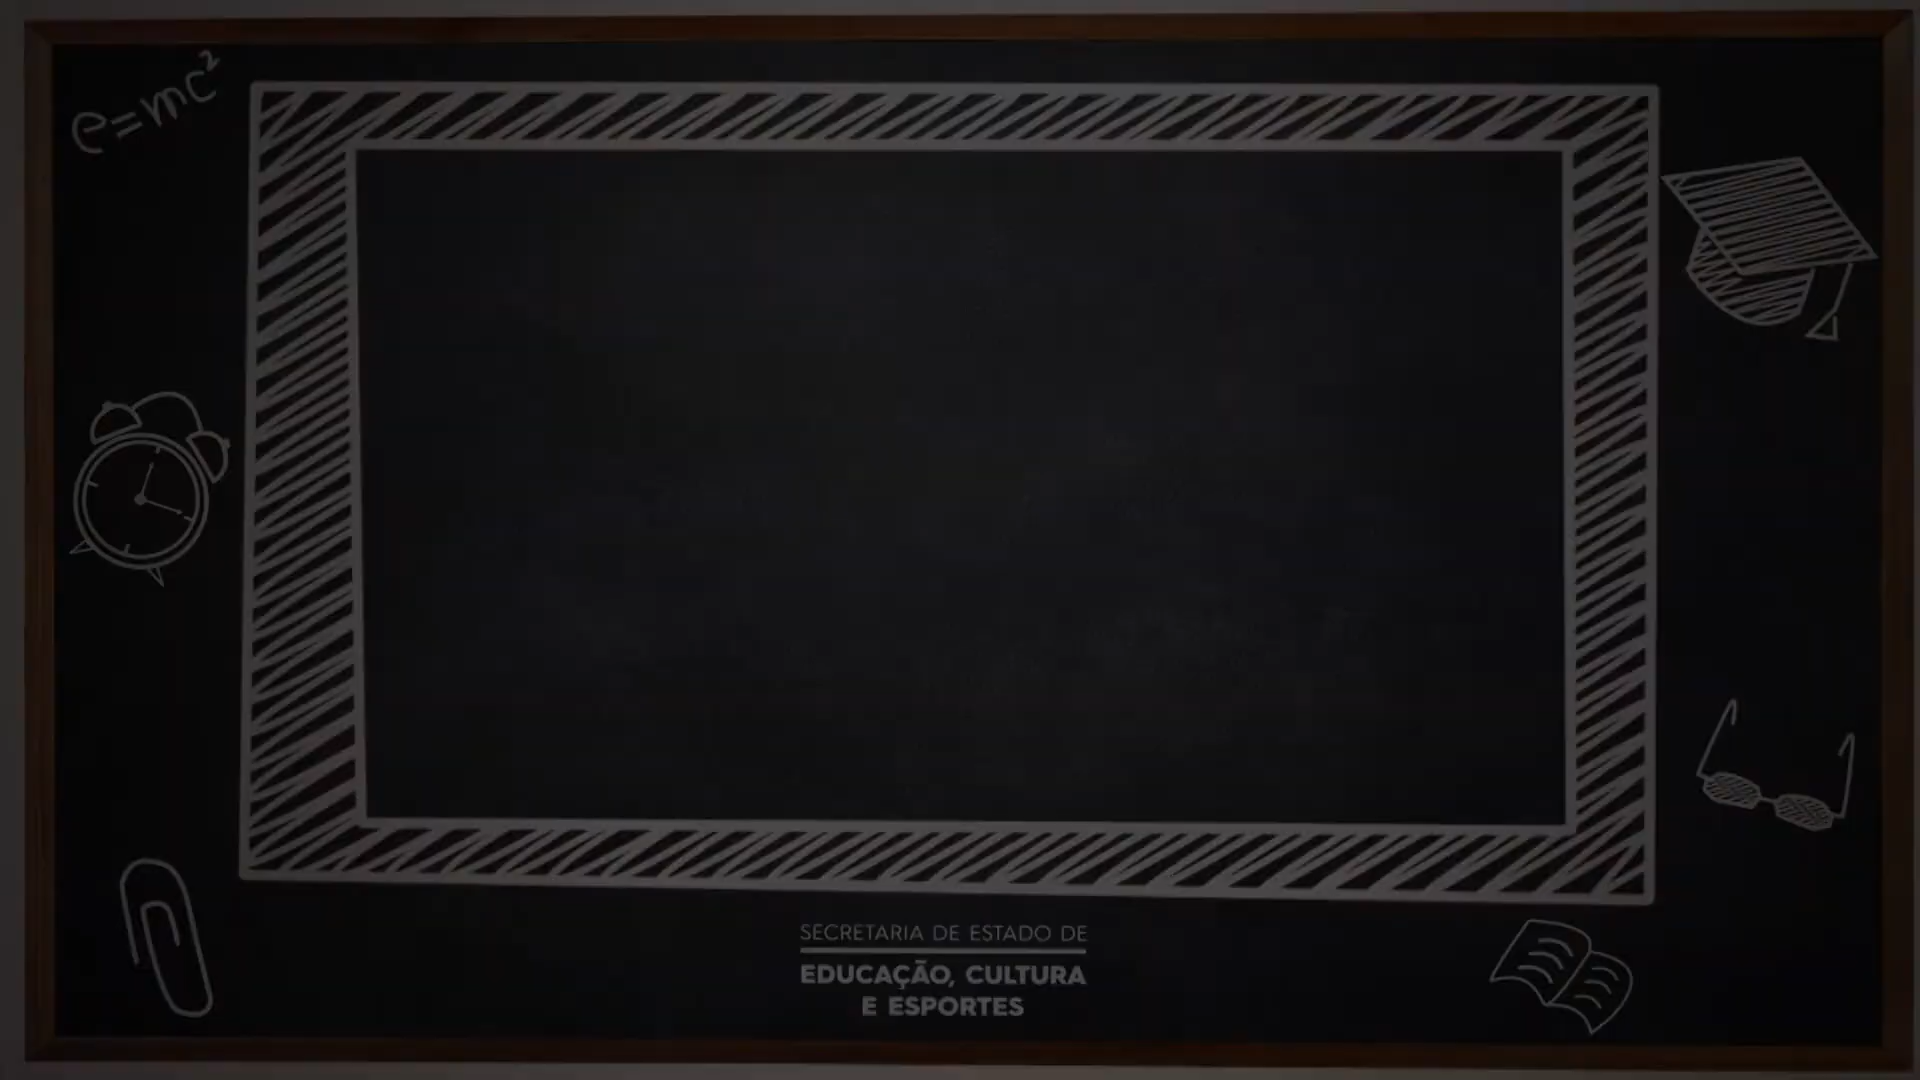 e=mc²
SECRETARIA DE ESTADO DE
EDUCAÇÃO, CULTURA
E ESPORTES